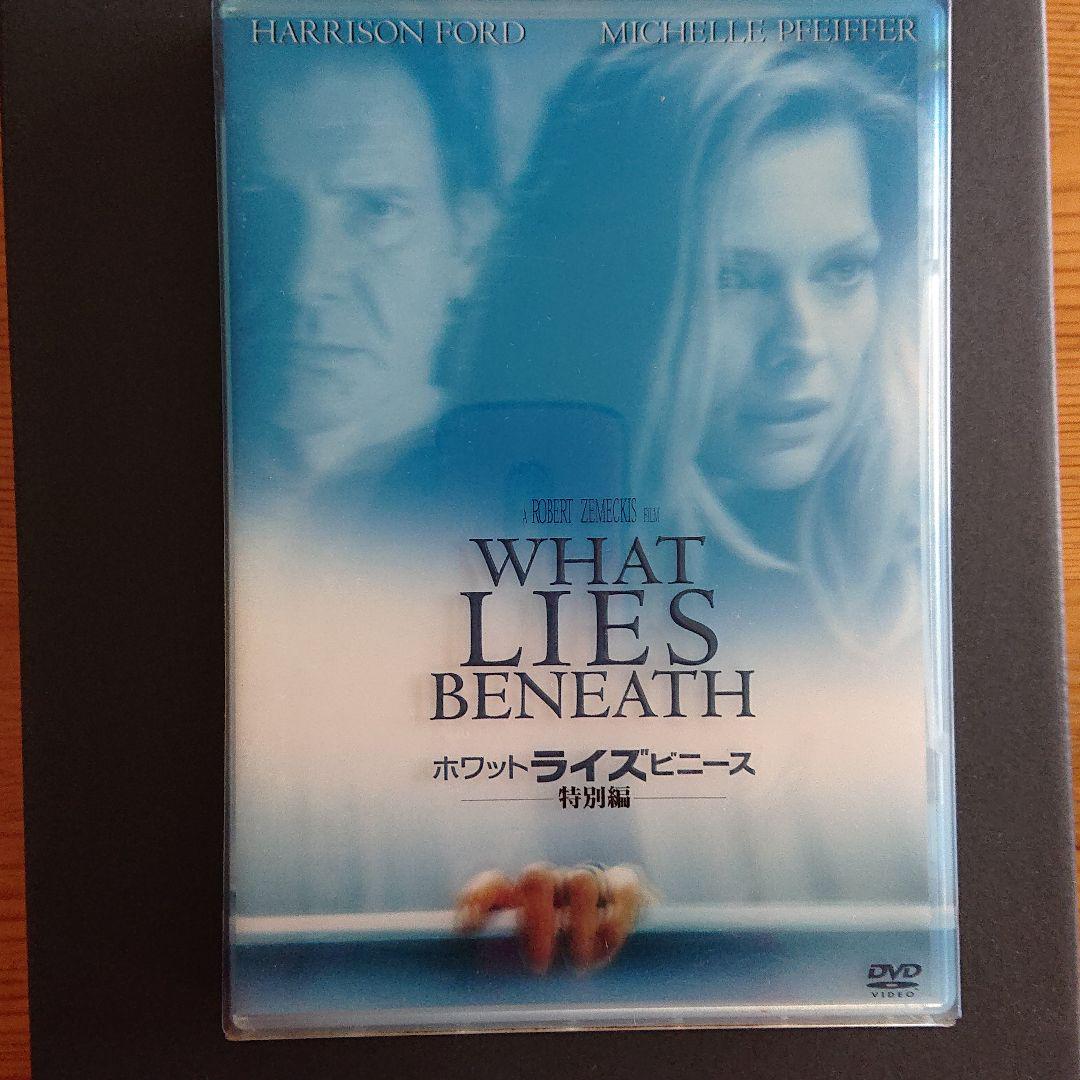 HARRISON FORD MICHELLE PFEIFFER
A ROBERT ZEMECKIS FILM
WHAT
LIES
BENEATH
ホワットライズビニース
特別編
DVD
VIDEO